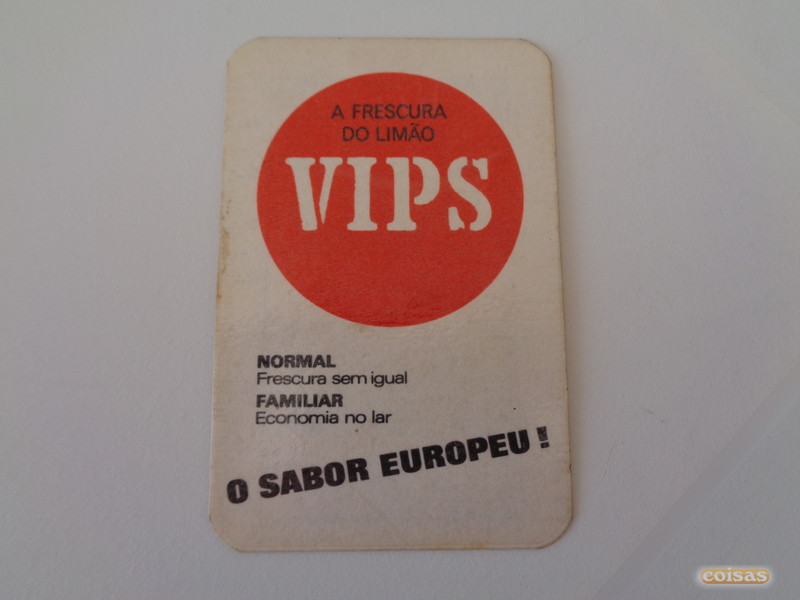 A FRESCURA
DO LIMÃO
VIPS
NORMAL
Frescura sem igual
FAMILIAR
Economia no lar
O SABOR EUROPEU!
coisas